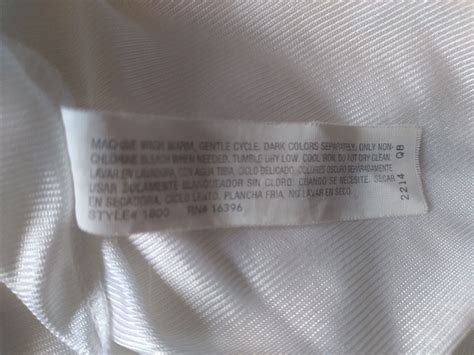 MACHINE WASH WARM, GENTLE CYCLE. DARK COLORS SEPARATELY. ONLY NON-
CHLORINE BLEACH WHEN NEEDED. TUMBLE DRY LOW. COOL IRON. DO NOT DRY CLEAN.
LAVAR EN LAVADORA, CON AGUA TIBIA, CICLO DELICADO. COLORES OSCUROS SEPARADAMENTE.
USAR SOLAMENTE BLANQUEADOR SIN CLORO, CUANDO SE NECESITE. SECAR
EN SECADORA, CICLO LENTO. PLANCHA FRIA, NO LAVAR EN SECO.
STYLE# 1800 RN# 16396
2214 QB